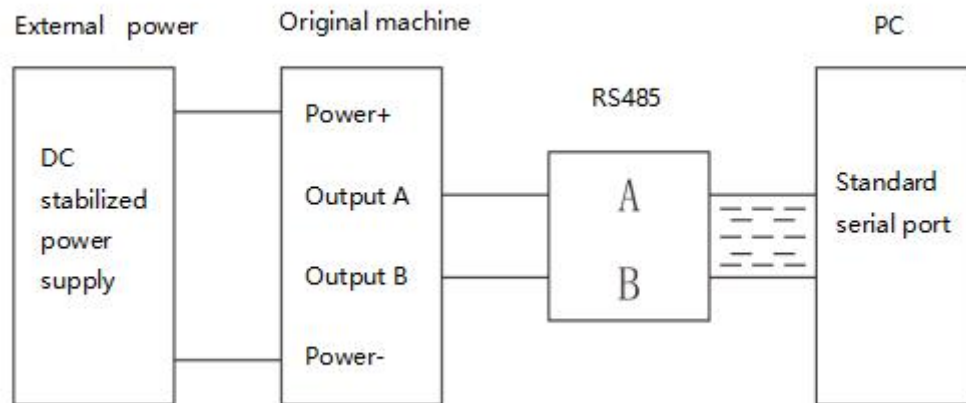 External power
Original machine
PC
DC
stabilized
power
supply
Power+
Output A
Output B
Power-
RS485
A
B
Standard
serial port